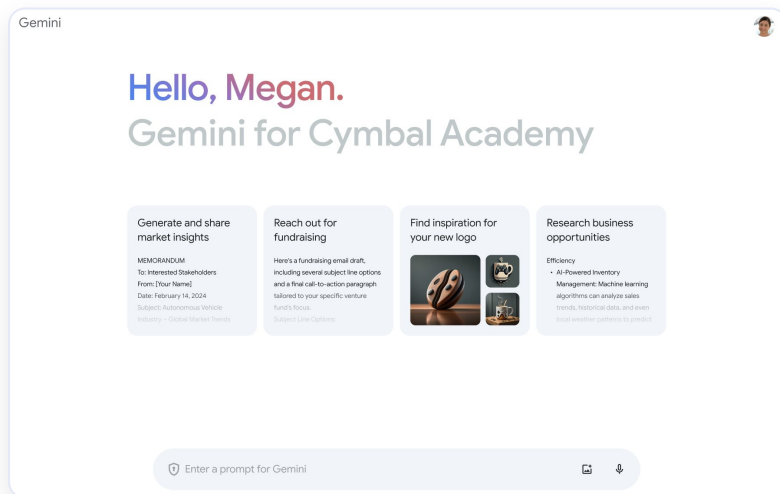 Gemini
Hello, Megan.
Gemini for Cymbal Academy
Generate and share
market insights
MEMORANDUM
To: Interested Stakeholders
From: [Your Name]
Date: February 14, 2024
Subject: Autonomous Vehicle
Industry – Global Market Trends
Reach out for
fundraising
Here's a fundraising email draft,
including several subject line options
and a final call-to-action paragraph
tailored to your specific venture
fund's focus.
Subject Line Options:
Find inspiration for
your new logo
Research business
opportunities
Efficiency
• AI-Powered Inventory
Management: Machine learning
algorithms can analyze sales
trends, historical data, and even
local weather patterns to predict
Enter a prompt for Gemini